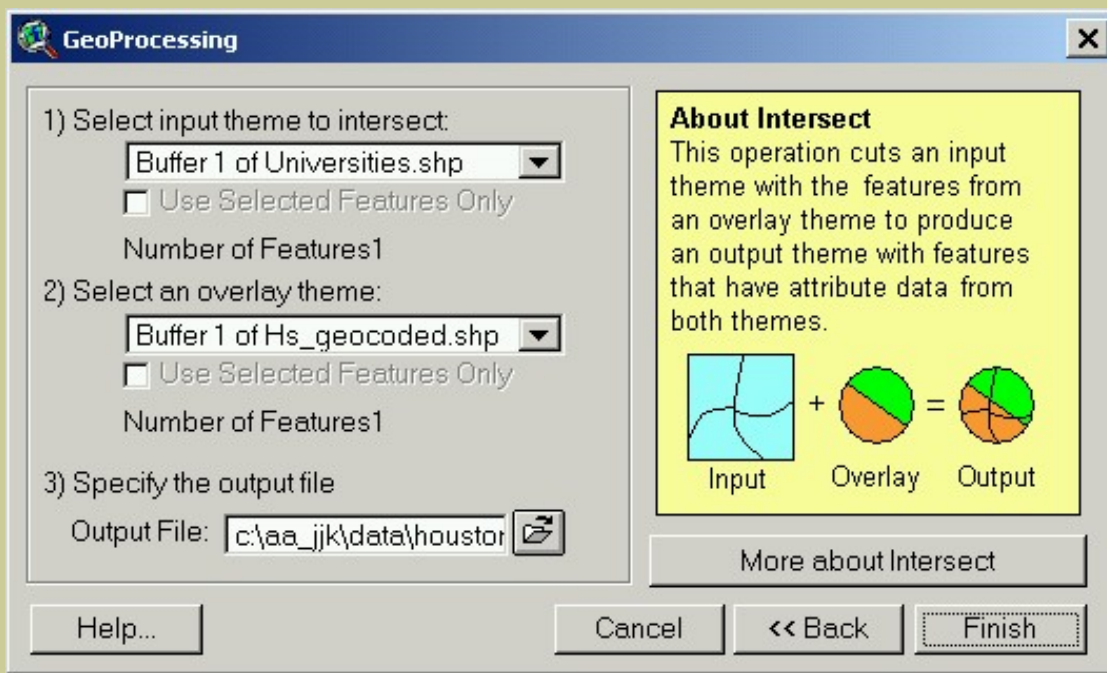 GeoProcessing
1) Select input theme to intersect:
Buffer 1 of Universities.shp
Use Selected Features Only
Number of Features1
2) Select an overlay theme:
Buffer 1 of Hs_geocoded.shp
Use Selected Features Only
Number of Features1
3) Specify the output file
Output File: c:\aa_jjk\data\houston
About Intersect
This operation cuts an input
theme with the features from
an overlay theme to produce
an output theme with features
that have attribute data from
both themes.
+ =
Input Overlay Output
More about Intersect
Help... Cancel << Back Finish